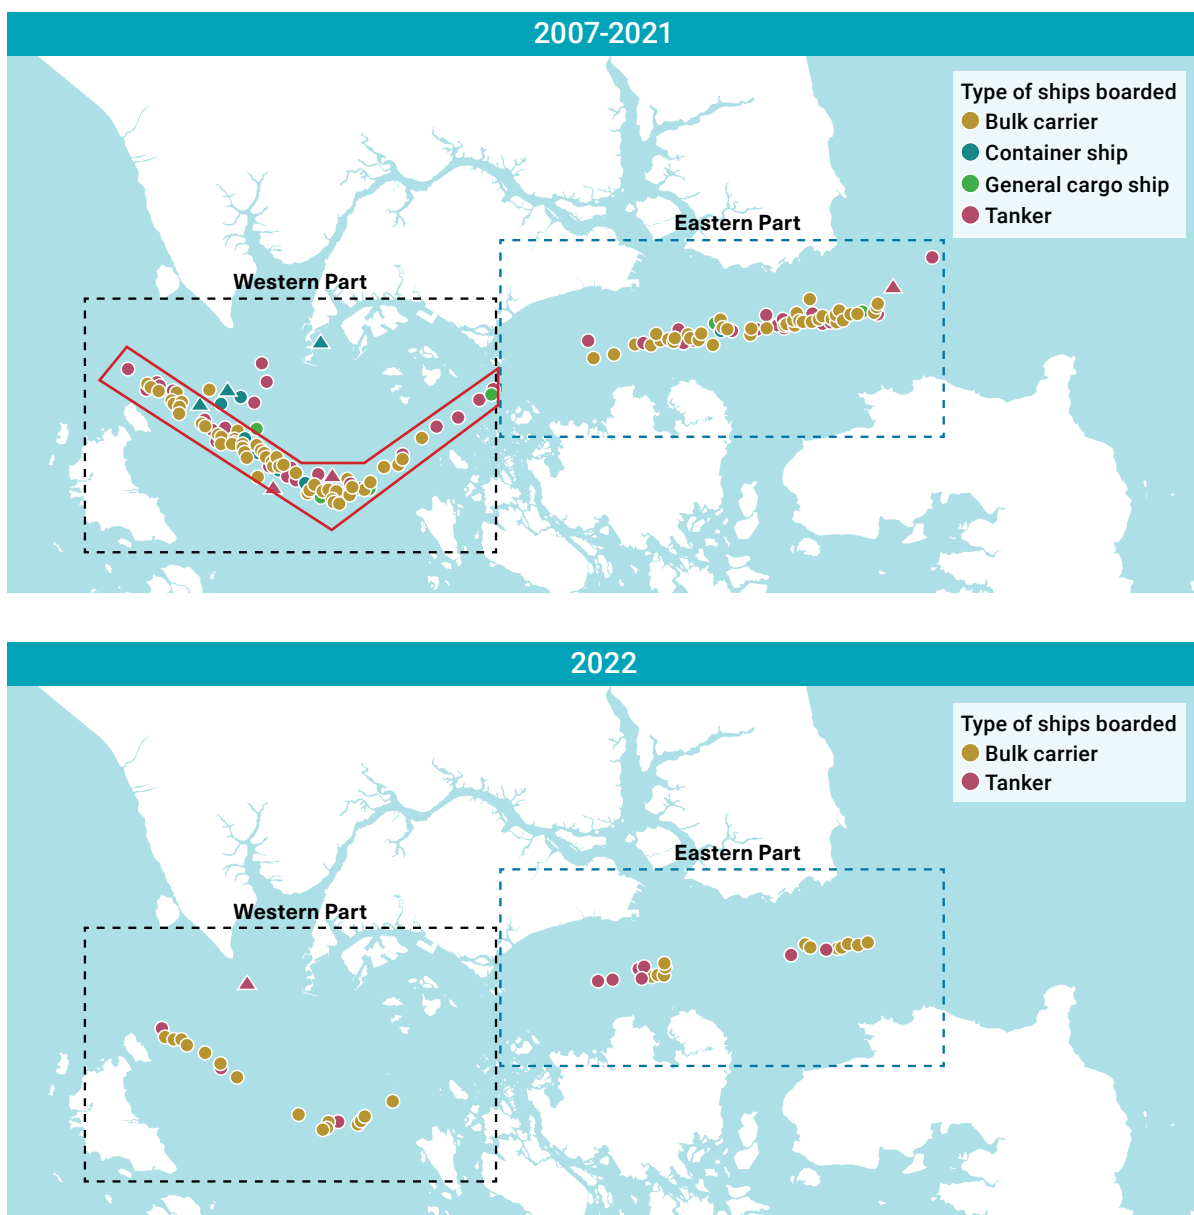 2007-2021
Type of ships boarded
Bulk carrier
Container ship
General cargo ship
Tanker
Eastern Part
Western Part
2022
Type of ships boarded
Bulk carrier
Tanker
Eastern Part
Western Part